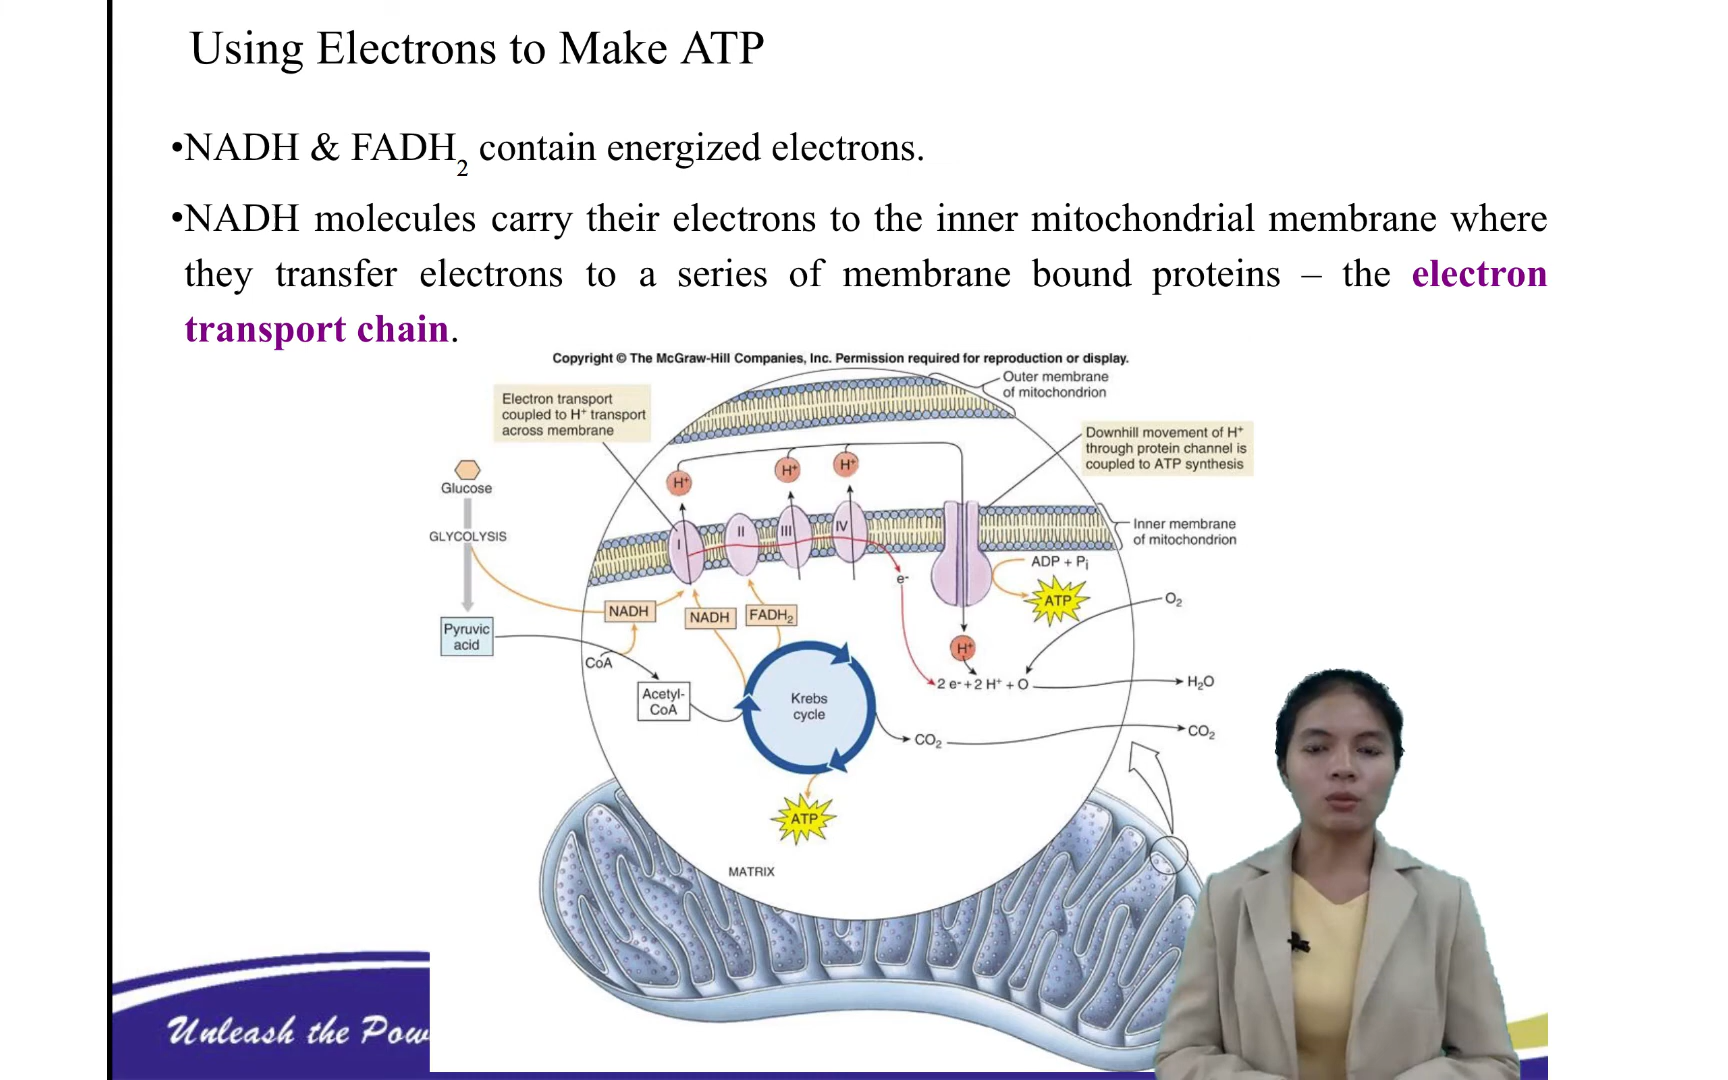 Using Electrons to Make ATP
•NADH & FADH₂ contain energized electrons.
•NADH molecules carry their electrons to the inner mitochondrial membrane where
they transfer electrons to a series of membrane bound proteins – the electron
transport chain.
Copyright © The McGraw-Hill Companies, Inc. Permission required for reproduction or display.
Outer membrane
of mitochondrion
Electron transport
coupled to H⁺ transport
across membrane
Downhill movement of H⁺
through protein channel is
coupled to ATP synthesis
H⁺
H⁺
H⁺
Glucose
GLYCOLYSIS
I
II
III
IV
Inner membrane
of mitochondrion
ADP + Pᵢ
e⁻
ATP
O₂
NADH
NADH
FADH₂
Pyruvic
acid
H⁺
CoA
2 e⁻ + 2 H⁺ + O
H₂O
Acetyl-
CoA
Krebs
cycle
CO₂
CO₂
ATP
MATRIX
Unleash the Pow